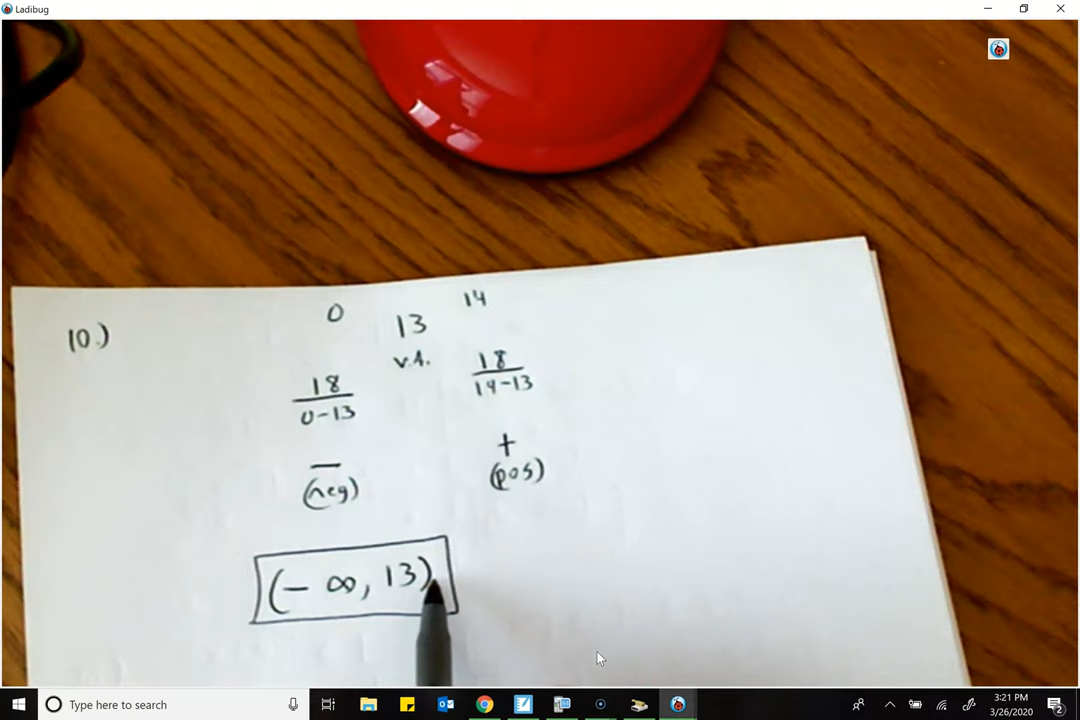 Ladibug
0 14
10.) 13
V.A.
18 18
0-13 14-13
— +
(neg) (pos)
(- ∞, 13)
Type here to search
3:21 PM
3/26/2020
2